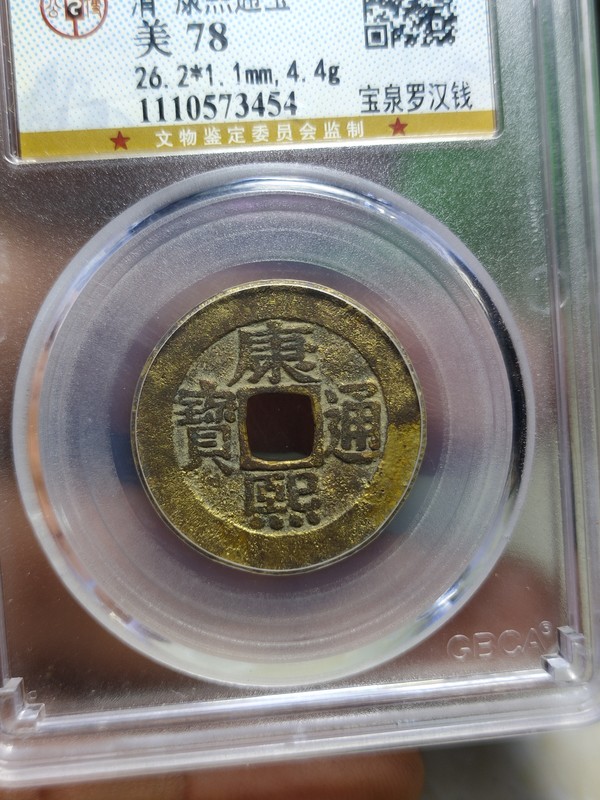 清 康熙通宝
美 78
26.2*1.1mm,4.4g
1110573454
宝泉罗汉钱
文物鉴定委员会监制
康熙通寶
GBCA